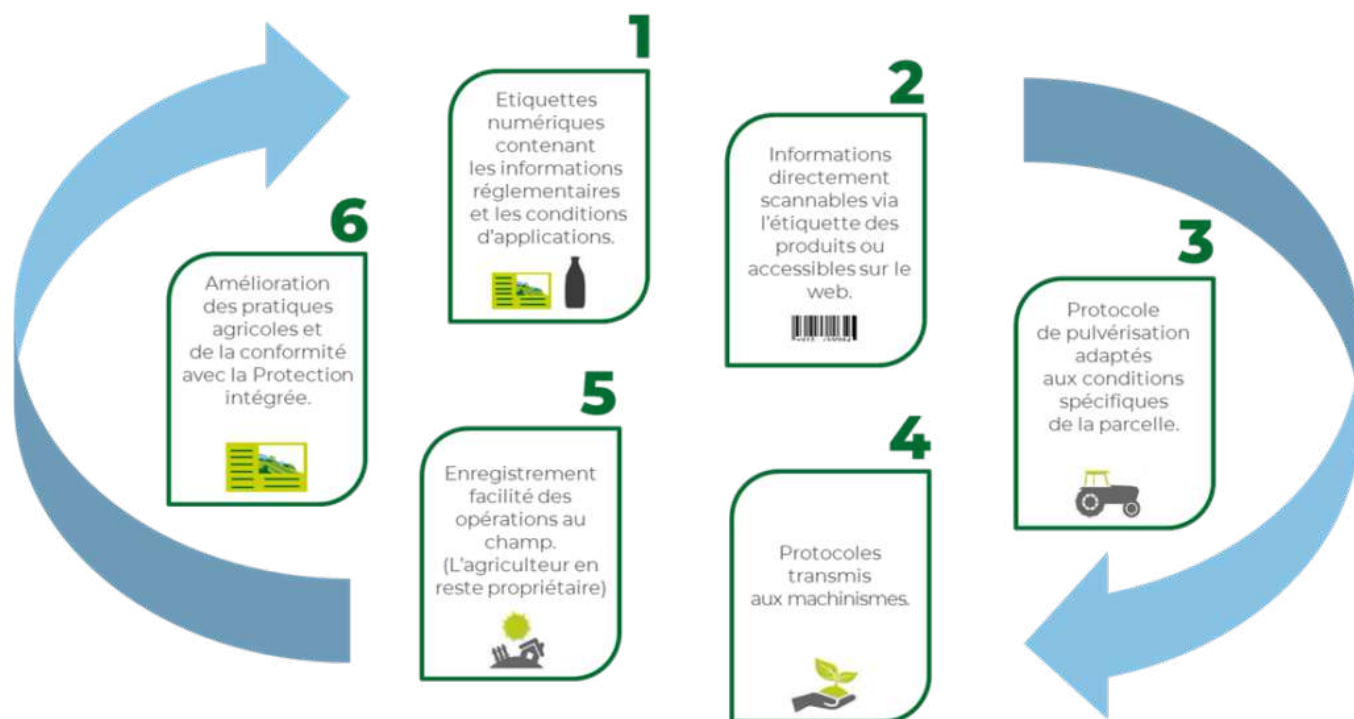 1
Etiquettes
numériques
contenant
les informations
réglementaires
et les conditions
d'applications.
2
Informations
directement
scannables via
l'étiquette des
produits ou
accessibles sur le
web.
3
Protocole
de pulvérisation
adaptés
aux conditions
spécifiques
de la parcelle.
4
Protocoles
transmis
aux machinismes.
5
Enregistrement
facilité des
opérations au
champ.
(L'agriculteur en
reste propriétaire)
6
Amélioration
des pratiques
agricoles et
de la conformité
avec la Protection
intégrée.